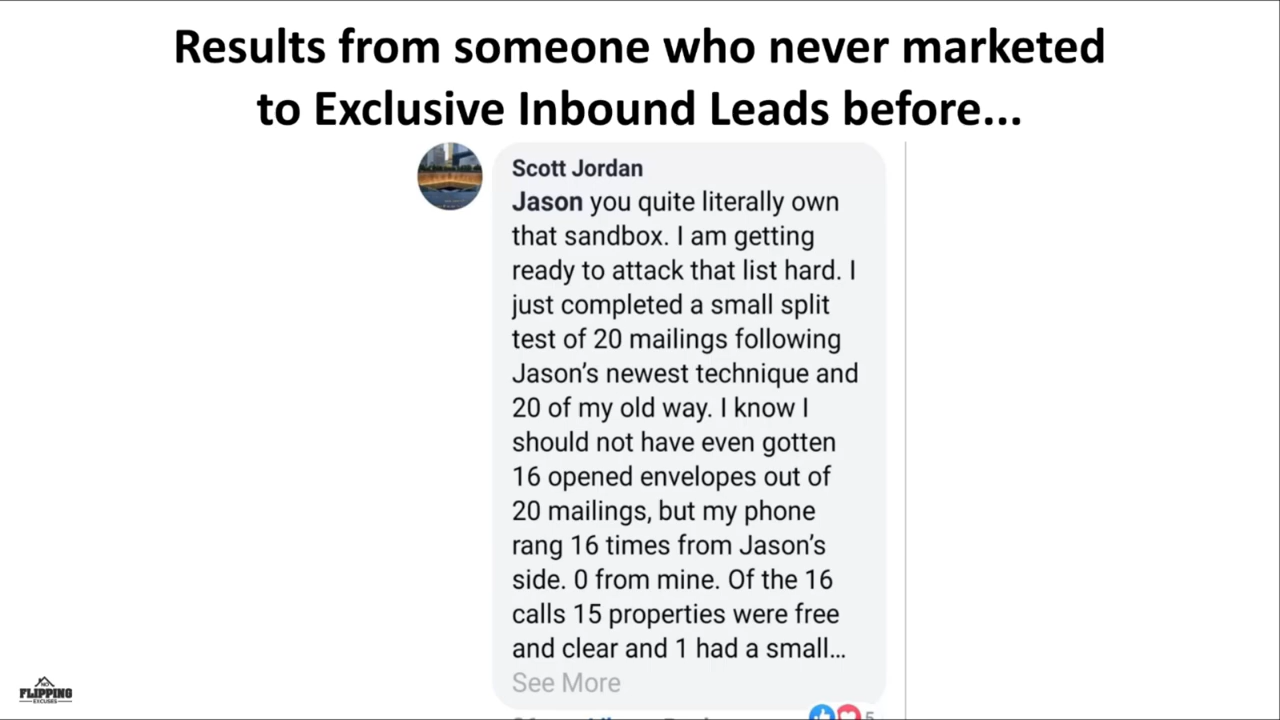 Results from someone who never marketed
to Exclusive Inbound Leads before...
Scott Jordan
Jason you quite literally own
that sandbox. I am getting
ready to attack that list hard. I
just completed a small split
test of 20 mailings following
Jason's newest technique and
20 of my old way. I know I
should not have even gotten
16 opened envelopes out of
20 mailings, but my phone
rang 16 times from Jason's
side. 0 from mine. Of the 16
calls 15 properties were free
and clear and 1 had a small...
See More
5
NO
FLIPPING
EXCUSES